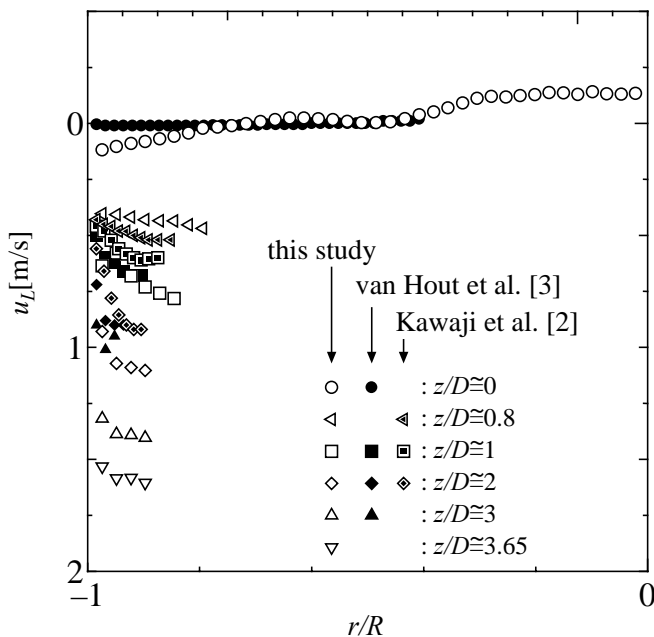 0
this study
van Hout et al. [3]
Kawaji et al. [2]
u_L[m/s]
1
: z/D≅0
: z/D≅0.8
: z/D≅1
: z/D≅2
: z/D≅3
: z/D≅3.65
2
−1
0
r/R